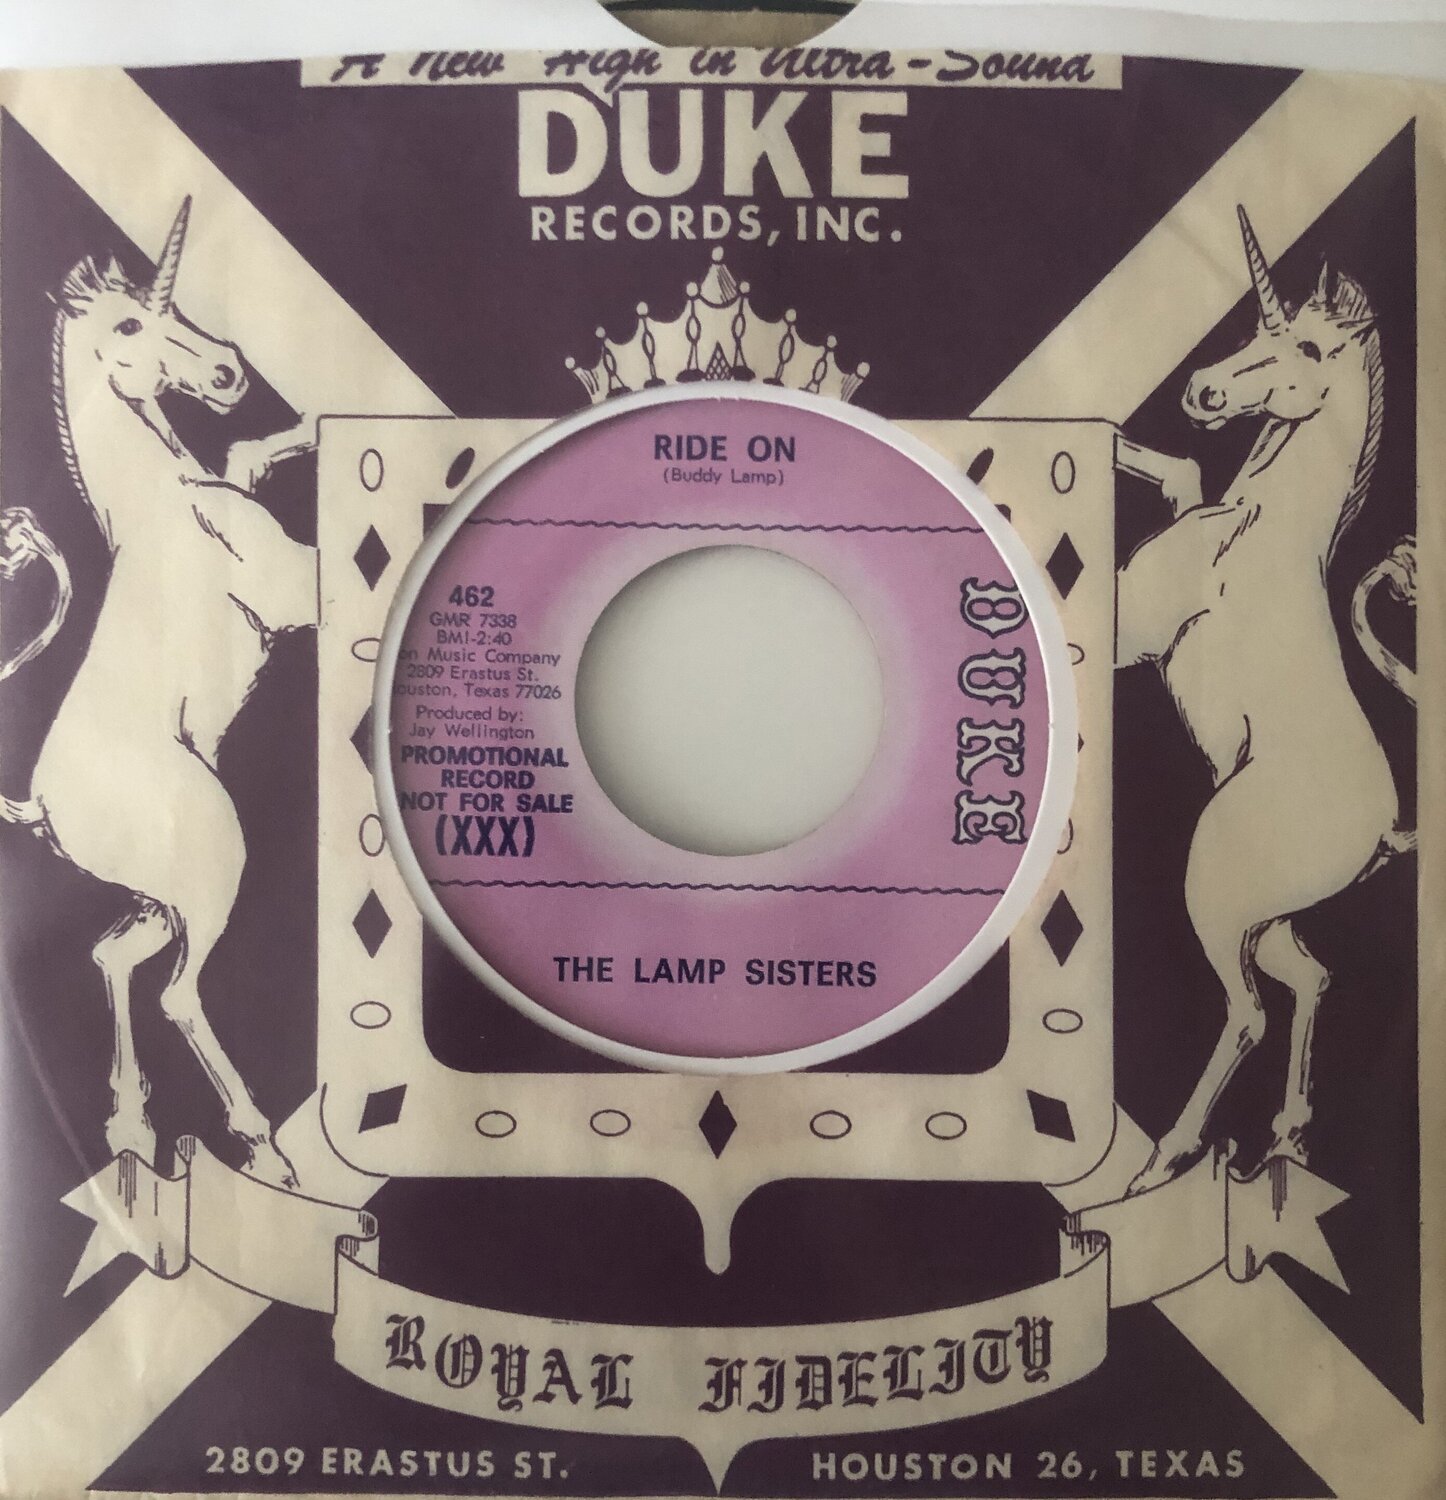 A New High in Ultra-Sound
DUKE
RECORDS, INC.
RIDE ON
(Buddy Lamp)
462
GMR 7338
BMI-2:40
Music Company
2809 Erastus St.
Houston, Texas 77026
Produced by:
Jay Wellington
PROMOTIONAL
RECORD
NOT FOR SALE
(XXX)
DUKE
THE LAMP SISTERS
ROYAL FIDELITY
2809 ERASTUS ST. HOUSTON 26, TEXAS